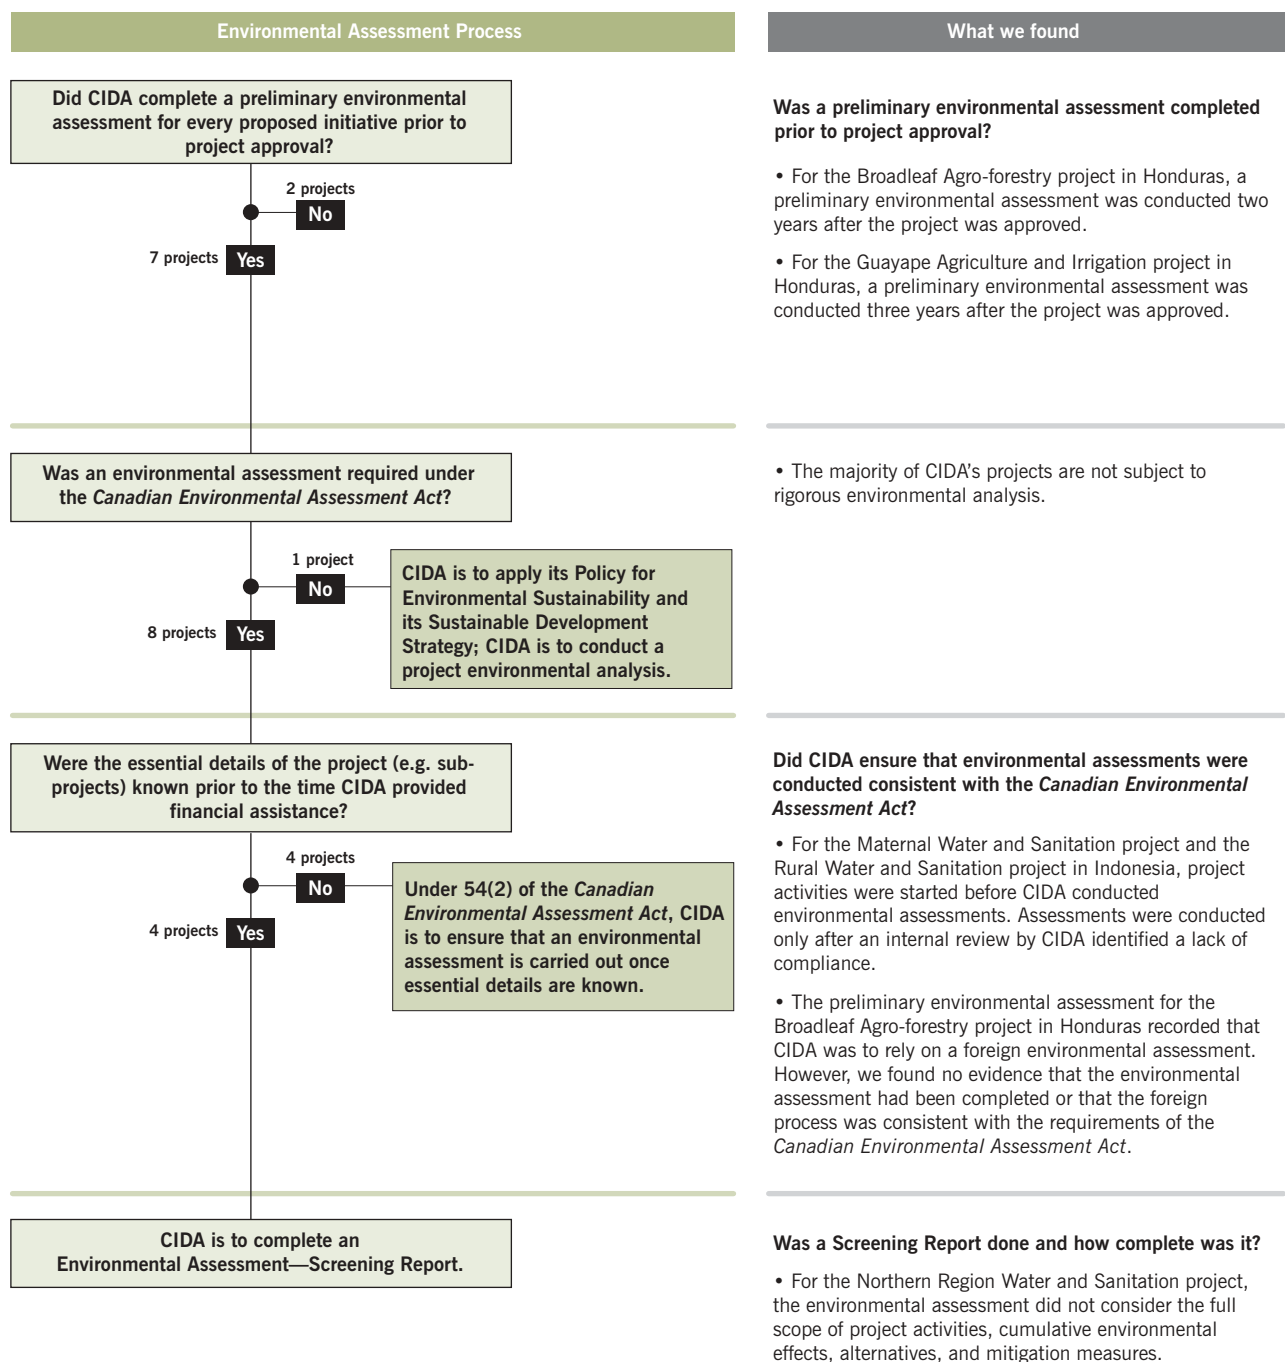 Environmental Assessment Process
What we found
Did CIDA complete a preliminary environmental
assessment for every proposed initiative prior to
project approval?
2 projects
No
7 projects
Yes
Was a preliminary environmental assessment completed
prior to project approval?
• For the Broadleaf Agro-forestry project in Honduras, a
preliminary environmental assessment was conducted two
years after the project was approved.
• For the Guayape Agriculture and Irrigation project in
Honduras, a preliminary environmental assessment was
conducted three years after the project was approved.
Was an environmental assessment required under
the Canadian Environmental Assessment Act?
1 project
No
8 projects
Yes
CIDA is to apply its Policy for
Environmental Sustainability and
its Sustainable Development
Strategy; CIDA is to conduct a
project environmental analysis.
• The majority of CIDA's projects are not subject to
rigorous environmental analysis.
Were the essential details of the project (e.g. sub-
projects) known prior to the time CIDA provided
financial assistance?
4 projects
No
4 projects
Yes
Under 54(2) of the Canadian
Environmental Assessment Act, CIDA
is to ensure that an environmental
assessment is carried out once
essential details are known.
Did CIDA ensure that environmental assessments were
conducted consistent with the Canadian Environmental
Assessment Act?
• For the Maternal Water and Sanitation project and the
Rural Water and Sanitation project in Indonesia, project
activities were started before CIDA conducted
environmental assessments. Assessments were conducted
only after an internal review by CIDA identified a lack of
compliance.
• The preliminary environmental assessment for the
Broadleaf Agro-forestry project in Honduras recorded that
CIDA was to rely on a foreign environmental assessment.
However, we found no evidence that the environmental
assessment had been completed or that the foreign
process was consistent with the requirements of the
Canadian Environmental Assessment Act.
CIDA is to complete an
Environmental Assessment—Screening Report.
Was a Screening Report done and how complete was it?
• For the Northern Region Water and Sanitation project,
the environmental assessment did not consider the full
scope of project activities, cumulative environmental
effects, alternatives, and mitigation measures.